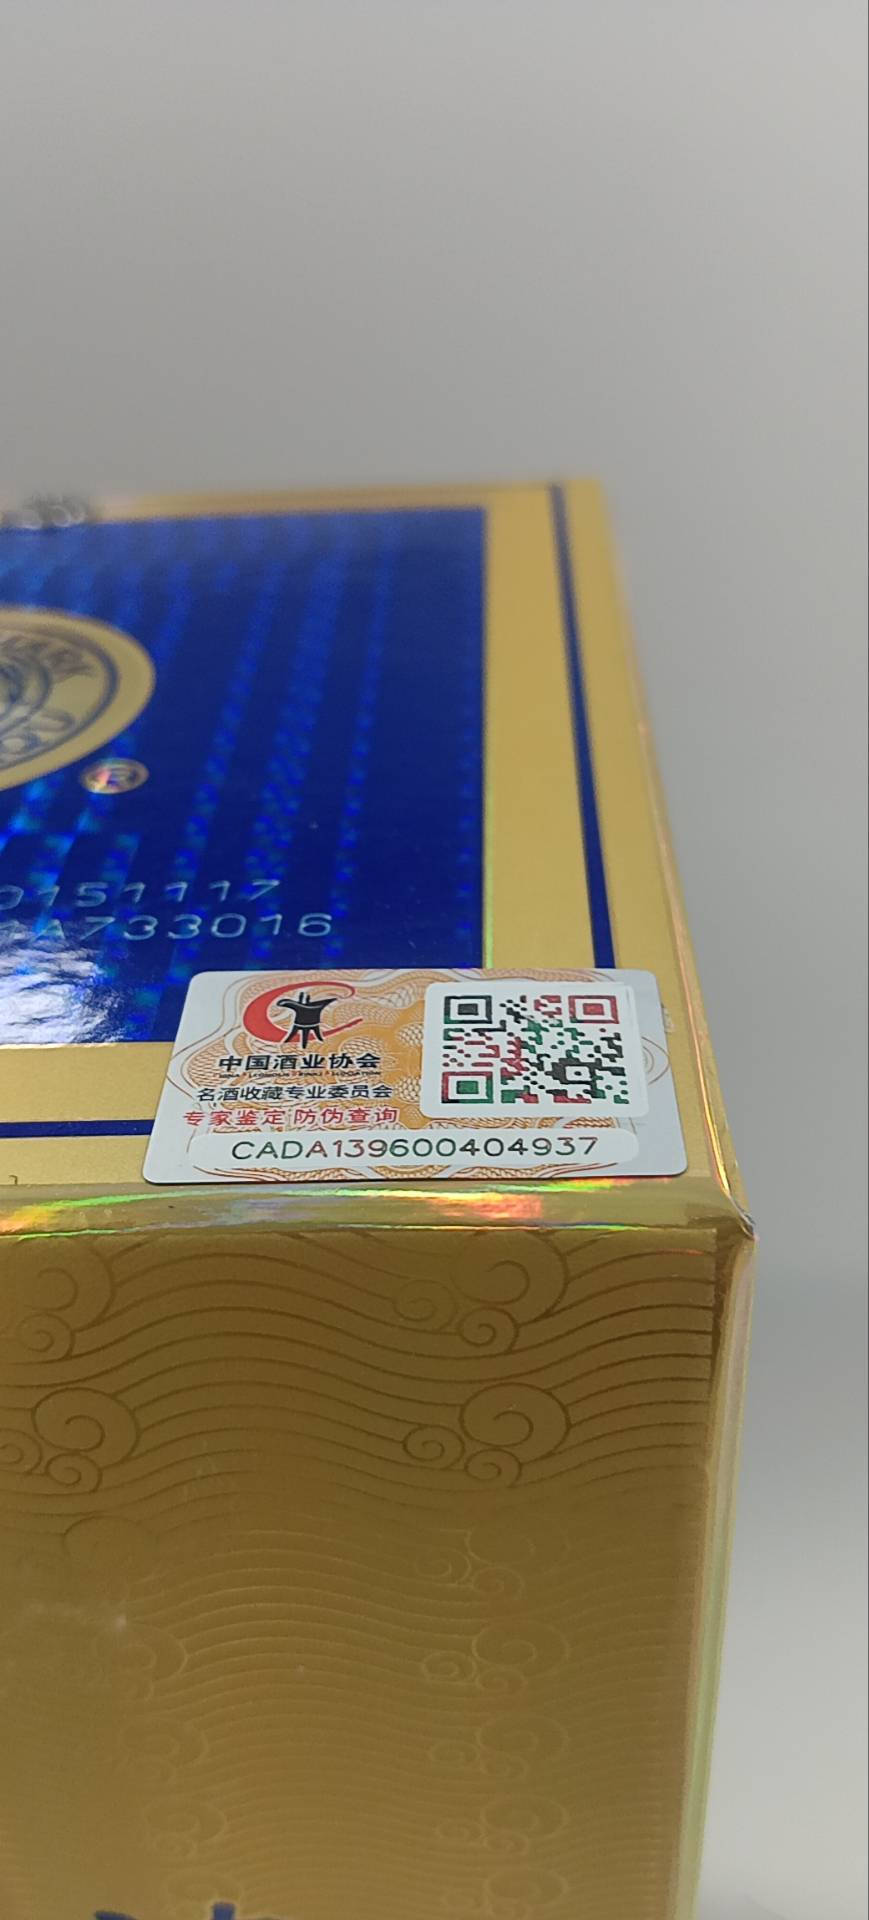 ®
0151117
A733016
中国酒业协会
名酒收藏专业委员会
专家鉴定 防伪查询
CADA139600404937